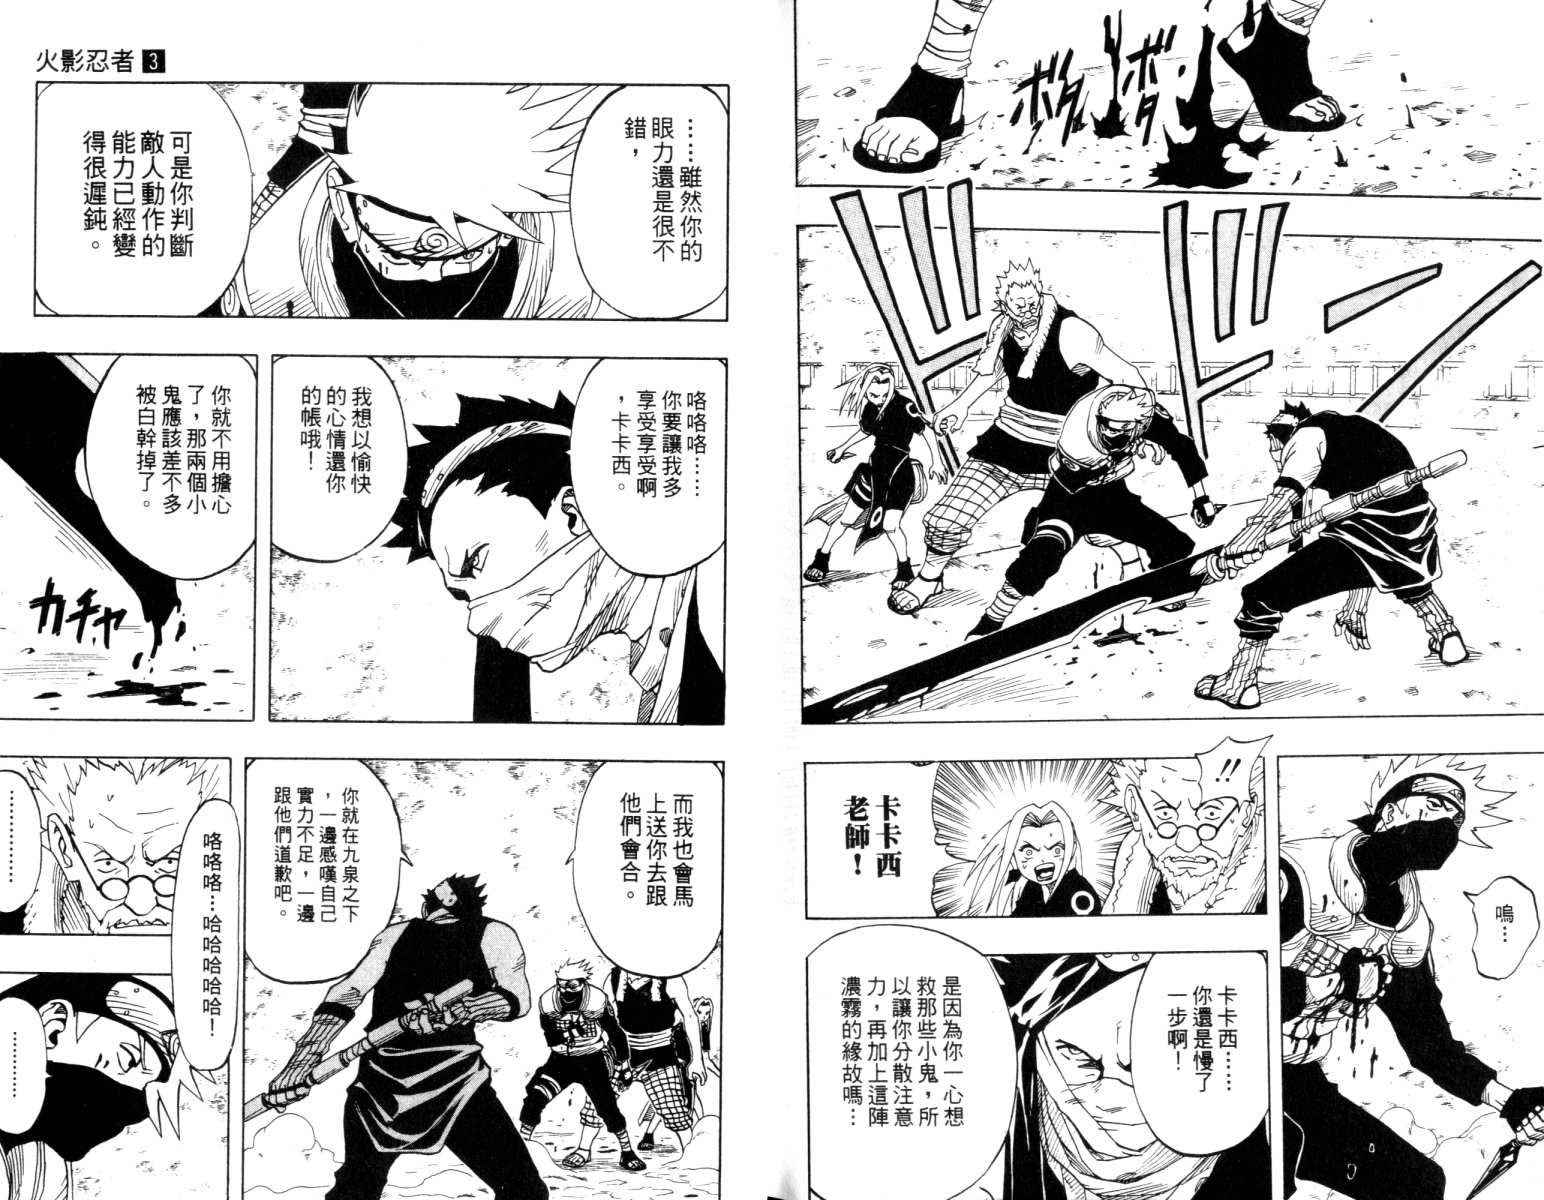 ボタ
ボタ
ドドン
嗚…
!!
卡卡西
老師！
卡卡西……
你還是慢了
一步啊！
是因為你一心想
救那些小鬼，所
以讓你分散注意
力，再加上這陣
濃霧的緣故嗎…
火影忍者 3
……雖然你的
眼力還是很不
錯，
可是你判斷
敵人動作的
能力已經變
得很遲鈍。
咯咯咯……
你要讓我多
享受享受啊
，卡卡西。
我想以愉快
的心情還你
的帳哦！
你就不用擔心
了，那兩個小
鬼應該差不多
被白幹掉了。
カチャ
而我也會馬
上送你去跟
他們會合。
你就在九泉之下
，一邊感嘆自己
實力不足，一邊
跟他們道歉吧。
咯咯咯…哈哈哈哈哈！
…………
…………